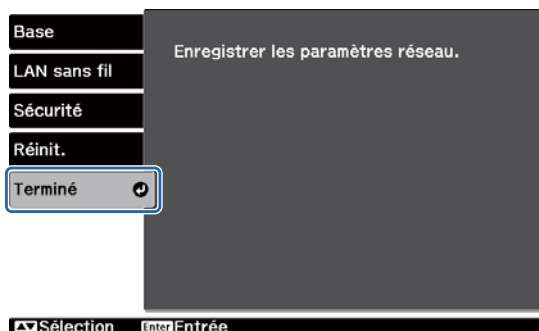 Base
LAN sans fil
Sécurité
Réinit.
Terminé
Enregistrer les paramètres réseau.
Sélection Enter Entrée